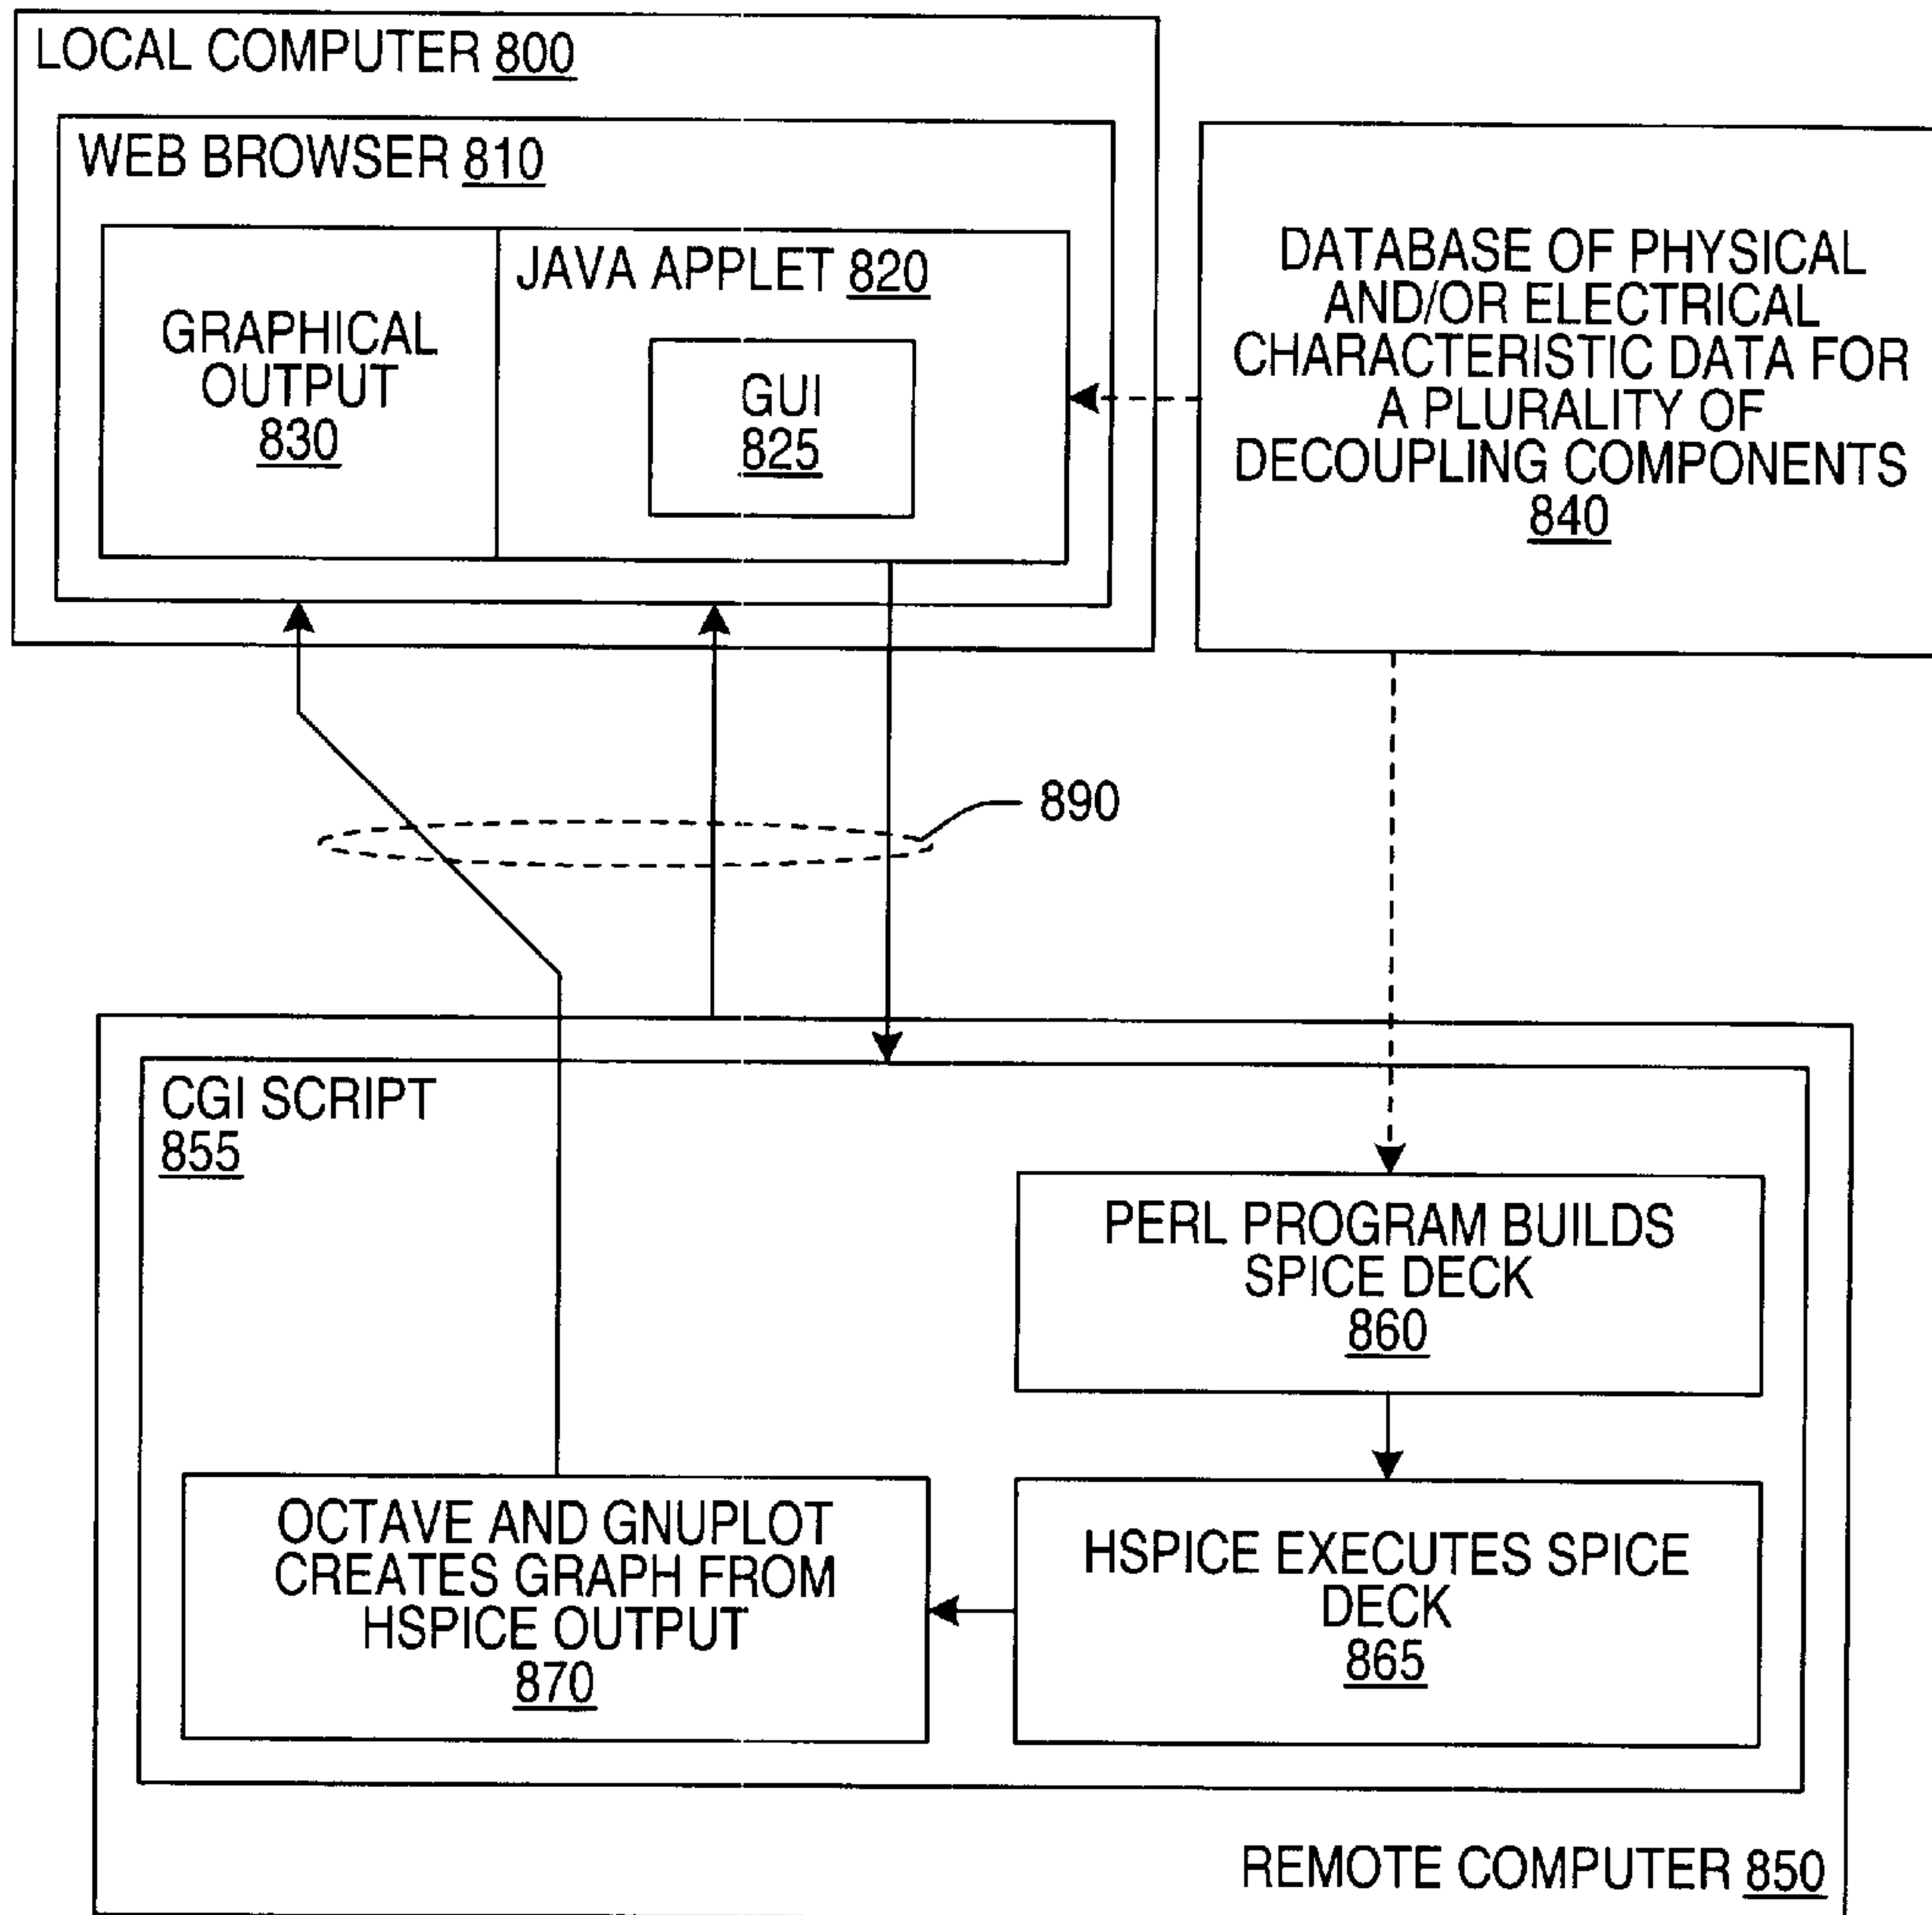 LOCAL COMPUTER 800
WEB BROWSER 810
GRAPHICAL
OUTPUT
830
JAVA APPLET 820
GUI
825
DATABASE OF PHYSICAL
AND/OR ELECTRICAL
CHARACTERISTIC DATA FOR
A PLURALITY OF
DECOUPLING COMPONENTS
840
890
CGI SCRIPT
855
PERL PROGRAM BUILDS
SPICE DECK
860
OCTAVE AND GNUPLOT
CREATES GRAPH FROM
HSPICE OUTPUT
870
HSPICE EXECUTES SPICE
DECK
865
REMOTE COMPUTER 850